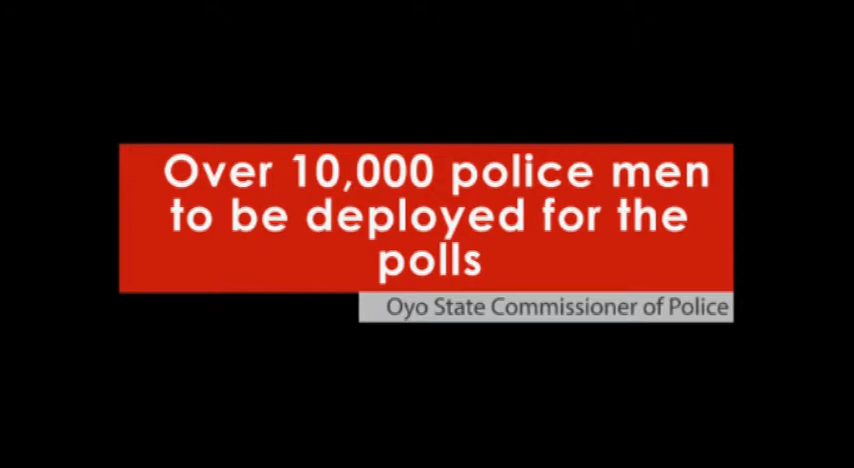 Over 10,000 police men
to be deployed for the
polls
Oyo State Commissioner of Police